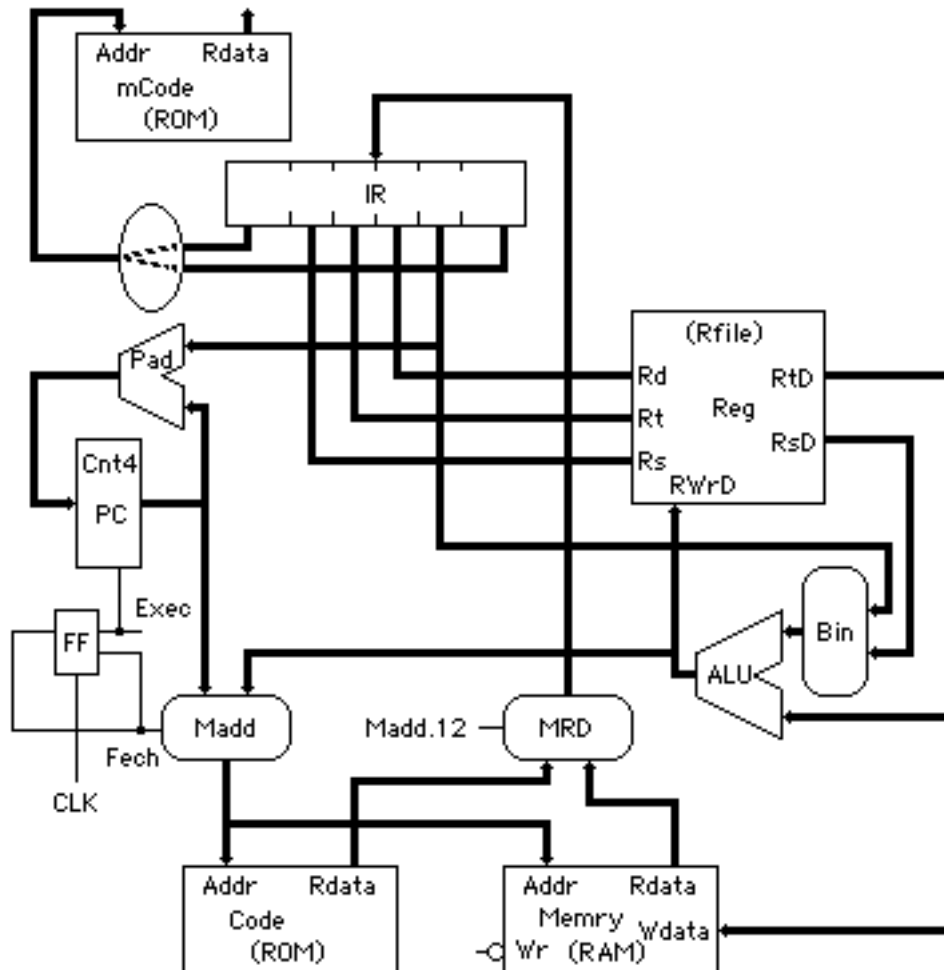 Addr Rdata
mCode
(ROM)
IR
Pad
(Rfile)
Rd RtD
Reg
Rt
RsD
Rs
RWrD
Cnt4
PC
Exec
FF
Bin
ALU
Madd
Madd.12
MRD
Fech
CLK
Addr Rdata
Code
(ROM)
Addr Rdata
Memry
Wdata
Wr (RAM)